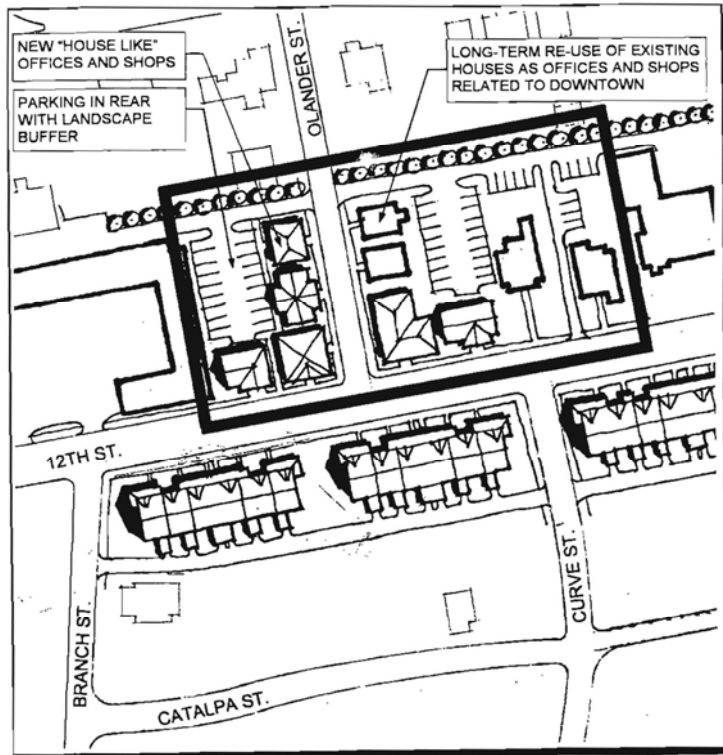 NEW "HOUSE LIKE"
OFFICES AND SHOPS
PARKING IN REAR
WITH LANDSCAPE
BUFFER
OLANDER ST.
LONG-TERM RE-USE OF EXISTING
HOUSES AS OFFICES AND SHOPS
RELATED TO DOWNTOWN
12TH ST.
BRANCH ST.
CURVE ST.
CATALPA ST.